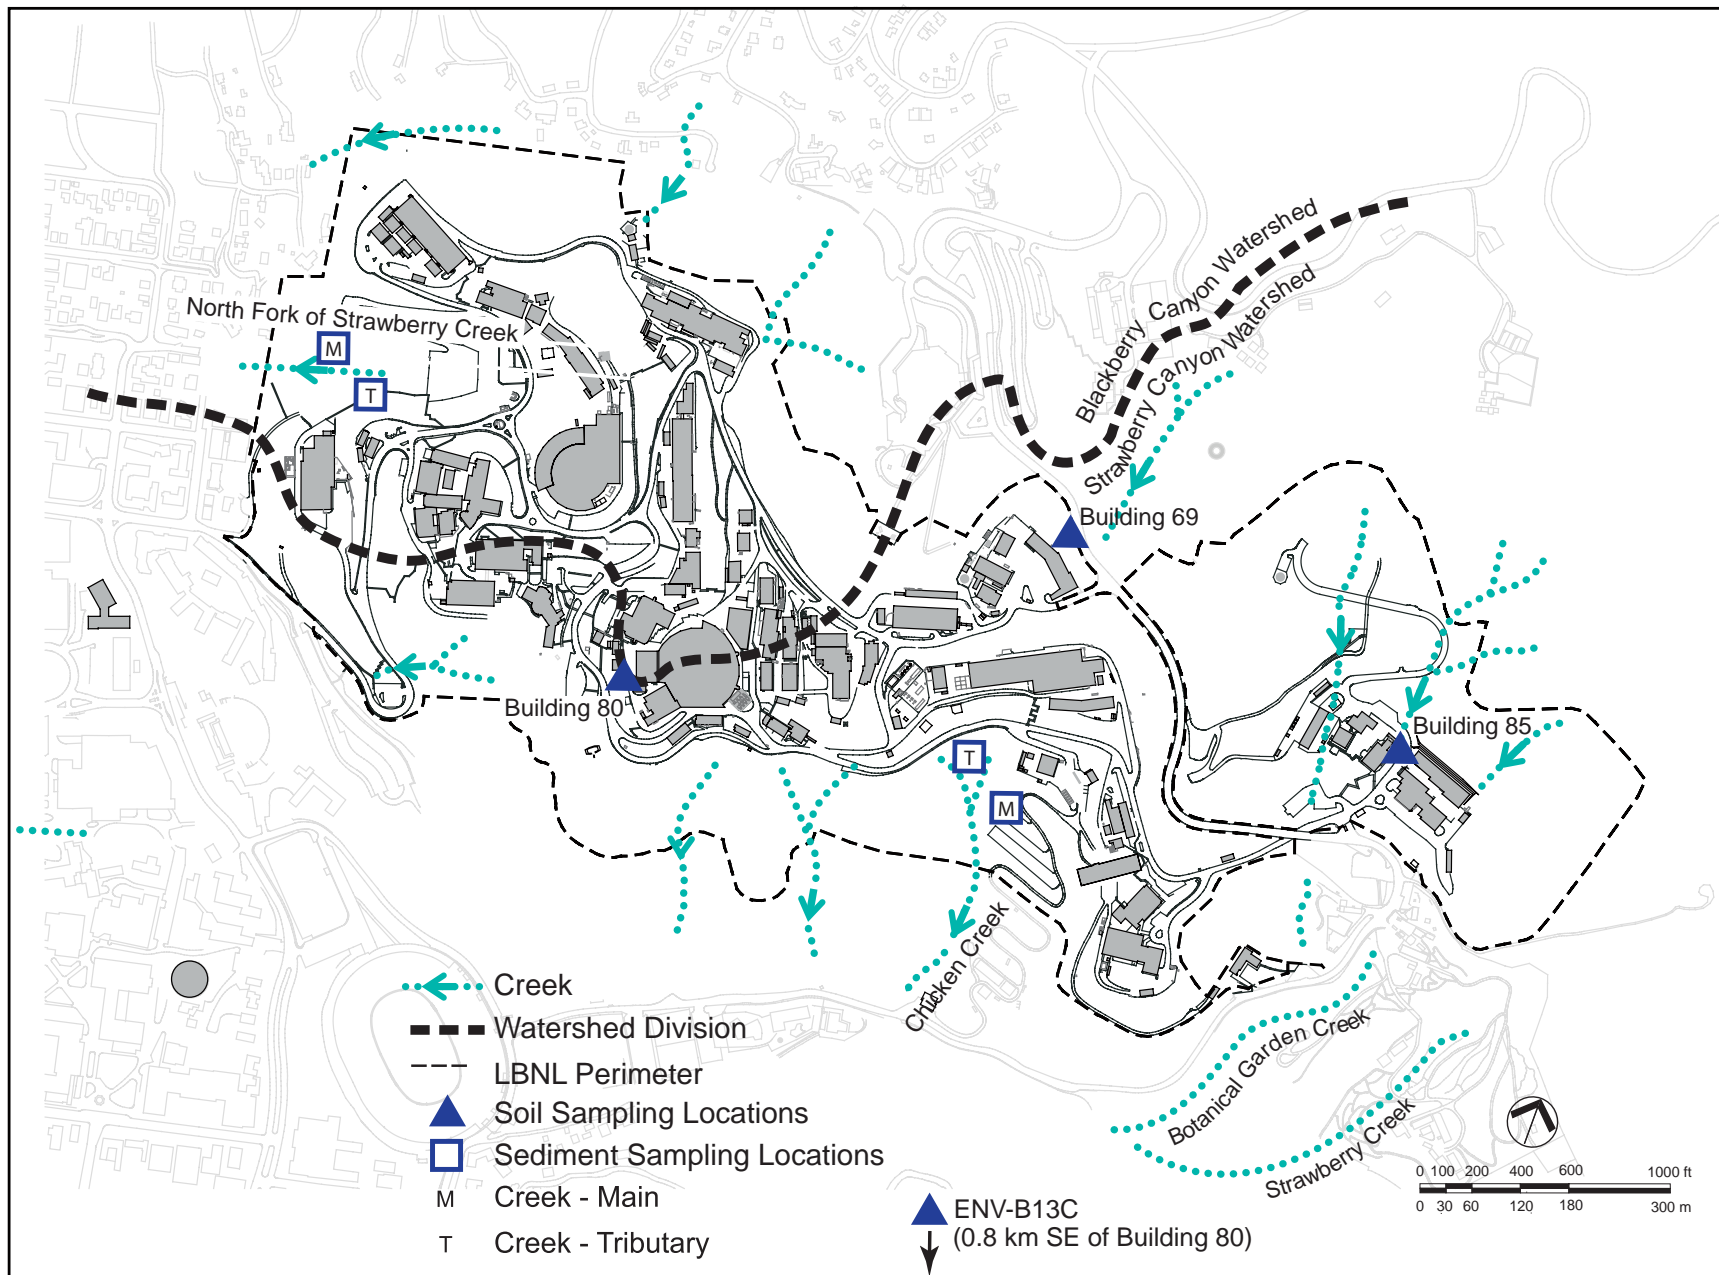 North Fork of Strawberry Creek
M
T
Blackberry Canyon Watershed
Strawberry Canyon Watershed
Building 69
Building 80
Building 85
T
M
Chicken Creek
Botanical Garden Creek
Strawberry Creek
Creek
Watershed Division
LBNL Perimeter
Soil Sampling Locations
Sediment Sampling Locations
M Creek - Main
T Creek - Tributary
ENV-B13C
(0.8 km SE of Building 80)
0 100 200 400 600 1000 ft
0 30 60 120 180 300 m